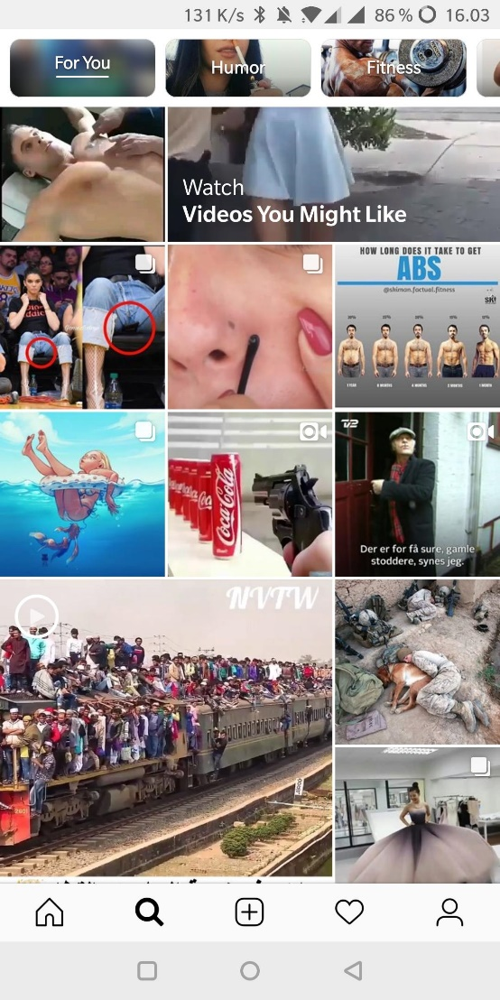 131 K/s 86 % 16.03
For You
Humor
Fitness
Watch
Videos You Might Like
HOW LONG DOES IT TAKE TO GET
ABS
@shiman.factual.fitness
Coca-Cola
TV2
Der er for få sure, gamle
stoddere, synes jeg.
NVTW